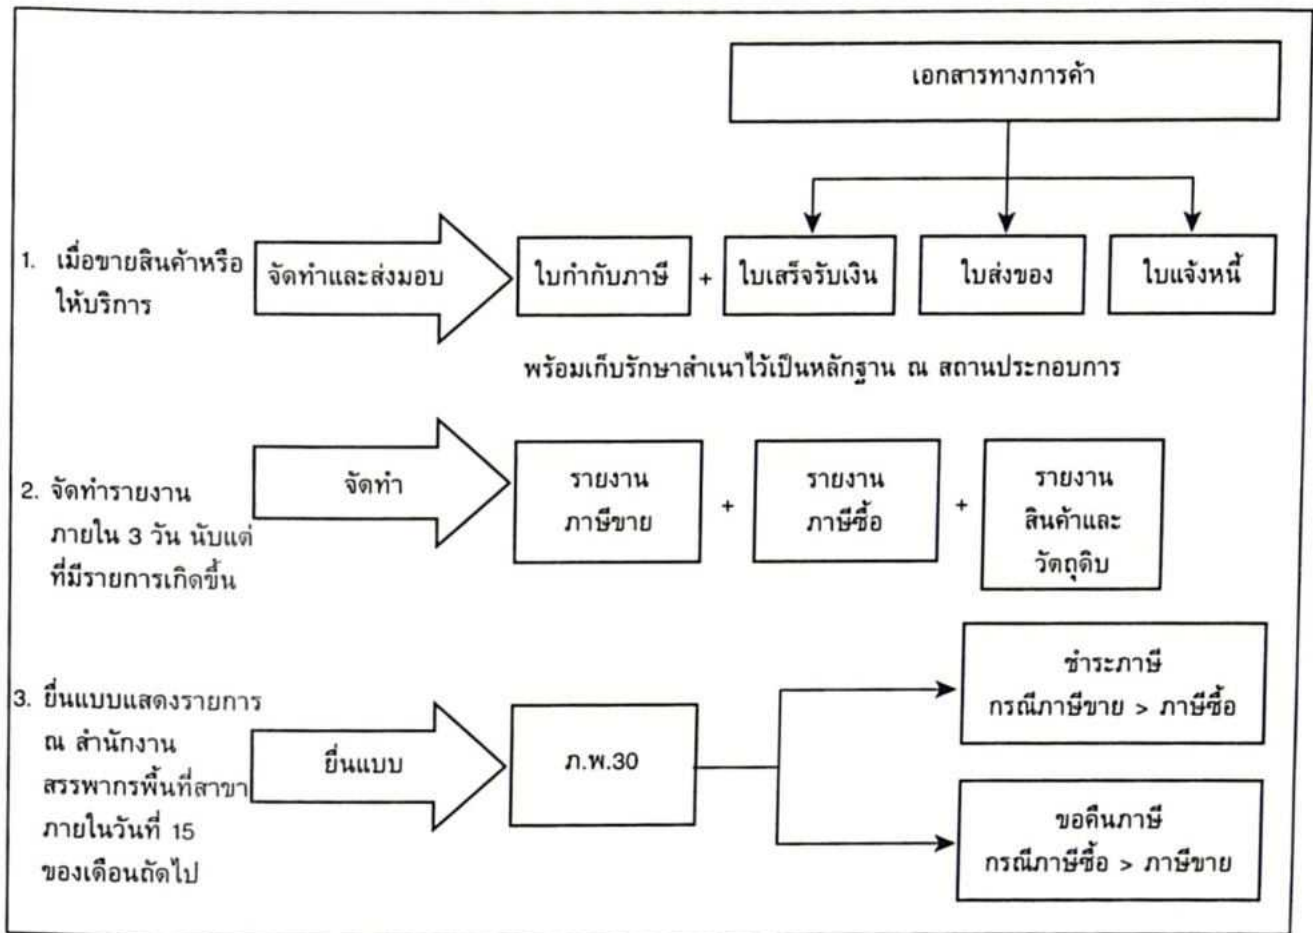 เอกสารทางการค้า
1. เมื่อขายสินค้าหรือ
ให้บริการ
จัดทำและส่งมอบ
ใบกำกับภาษี
+
ใบเสร็จรับเงิน
ใบส่งของ
ใบแจ้งหนี้
พร้อมเก็บรักษาสำเนาไว้เป็นหลักฐาน ณ สถานประกอบการ
2. จัดทำรายงาน
ภายใน 3 วัน นับแต่
ที่มีรายการเกิดขึ้น
จัดทำ
รายงาน
ภาษีขาย
+
รายงาน
ภาษีซื้อ
+
รายงาน
สินค้าและ
วัตถุดิบ
3. ยื่นแบบแสดงรายการ
ณ สำนักงาน
สรรพากรพื้นที่สาขา
ภายในวันที่ 15
ของเดือนถัดไป
ยื่นแบบ
ภ.พ.30
ชำระภาษี
กรณีภาษีขาย > ภาษีซื้อ
ขอคืนภาษี
กรณีภาษีซื้อ > ภาษีขาย